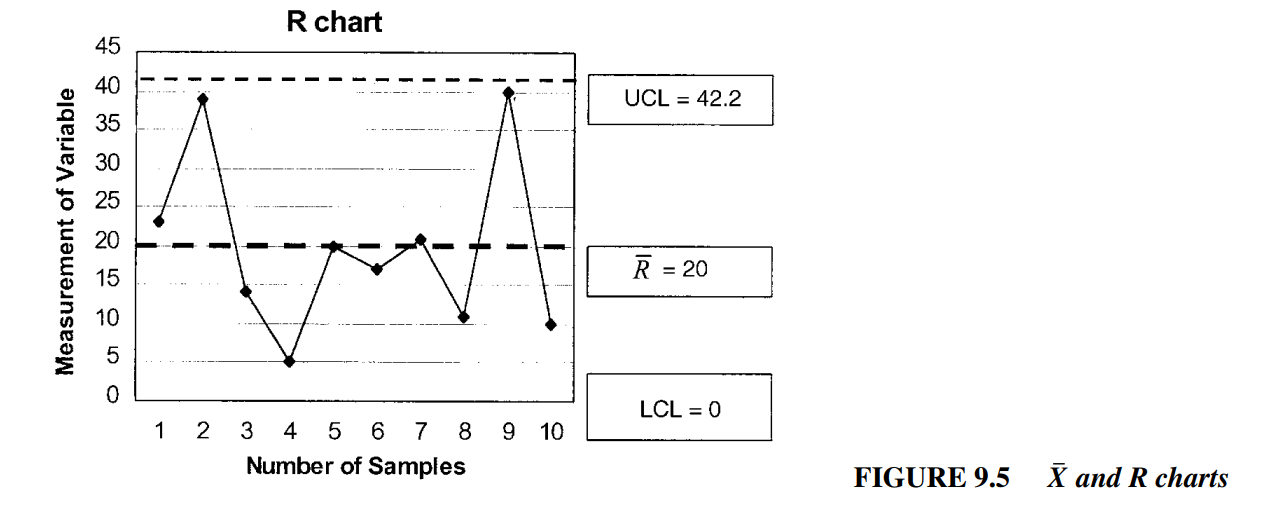 R chart
Measurement of Variable
45
40
35
30
25
20
15
10
5
0
1 2 3 4 5 6 7 8 9 10
Number of Samples
UCL = 42.2
R̅ = 20
LCL = 0
FIGURE 9.5 X̄ and R charts